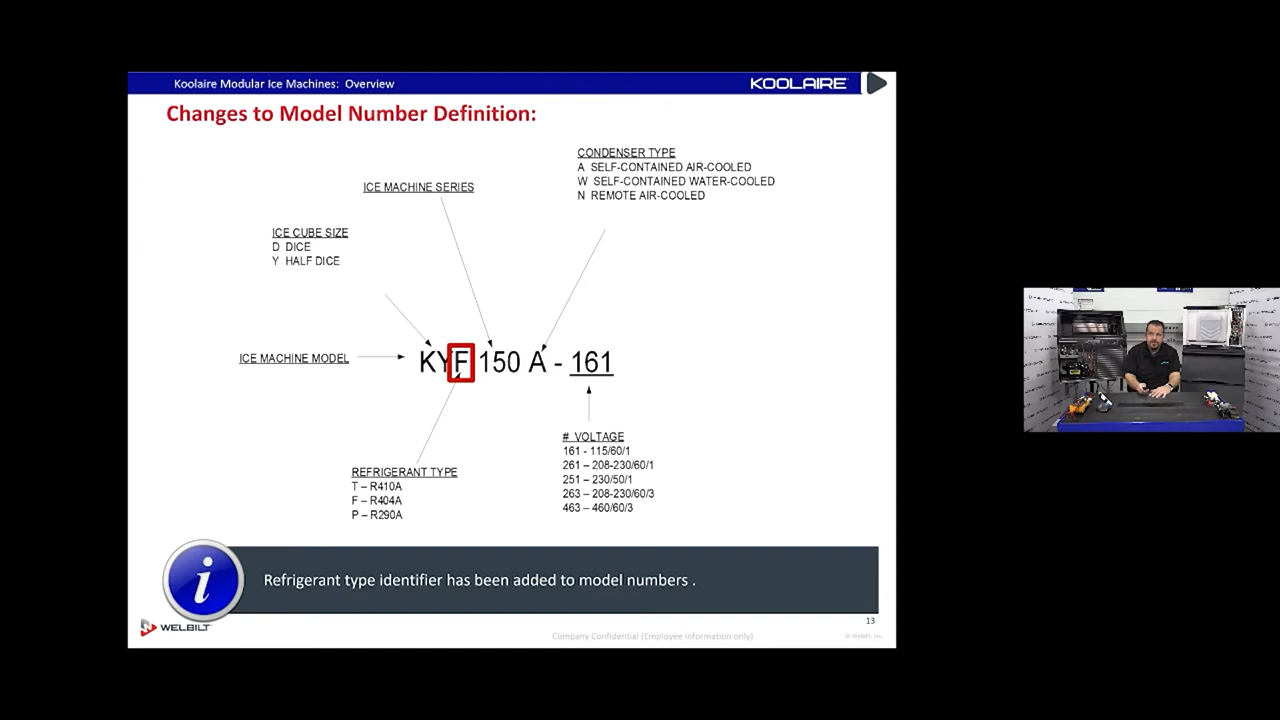 Koolaire Modular Ice Machines: Overview
KOOLAIRE
Changes to Model Number Definition:
CONDENSER TYPE
A SELF-CONTAINED AIR-COOLED
W SELF-CONTAINED WATER-COOLED
N REMOTE AIR-COOLED
ICE MACHINE SERIES
ICE CUBE SIZE
D DICE
Y HALF DICE
ICE MACHINE MODEL
KYF 150 A - 161
# VOLTAGE
161 - 115/60/1
261 – 208-230/60/1
251 – 230/50/1
263 – 208-230/60/3
463 – 460/60/3
REFRIGERANT TYPE
T – R410A
F – R404A
P – R290A
i
Refrigerant type identifier has been added to model numbers .
13
WELBILT
Company Confidential (Employee information only)
© Welbilt, Inc.